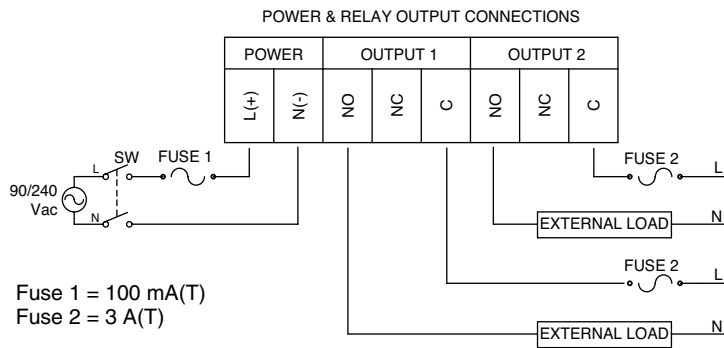 POWER & RELAY OUTPUT CONNECTIONS
POWER OUTPUT 1 OUTPUT 2
L(+) N(-) NO NC C NO NC C
SW FUSE 1 FUSE 2
L L
90/240
Vac
N EXTERNAL LOAD N
FUSE 2
L
Fuse 1 = 100 mA(T)
Fuse 2 = 3 A(T)
EXTERNAL LOAD N